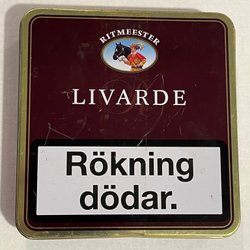 RITMEESTER
LIVARDE
Rökning
dödar.